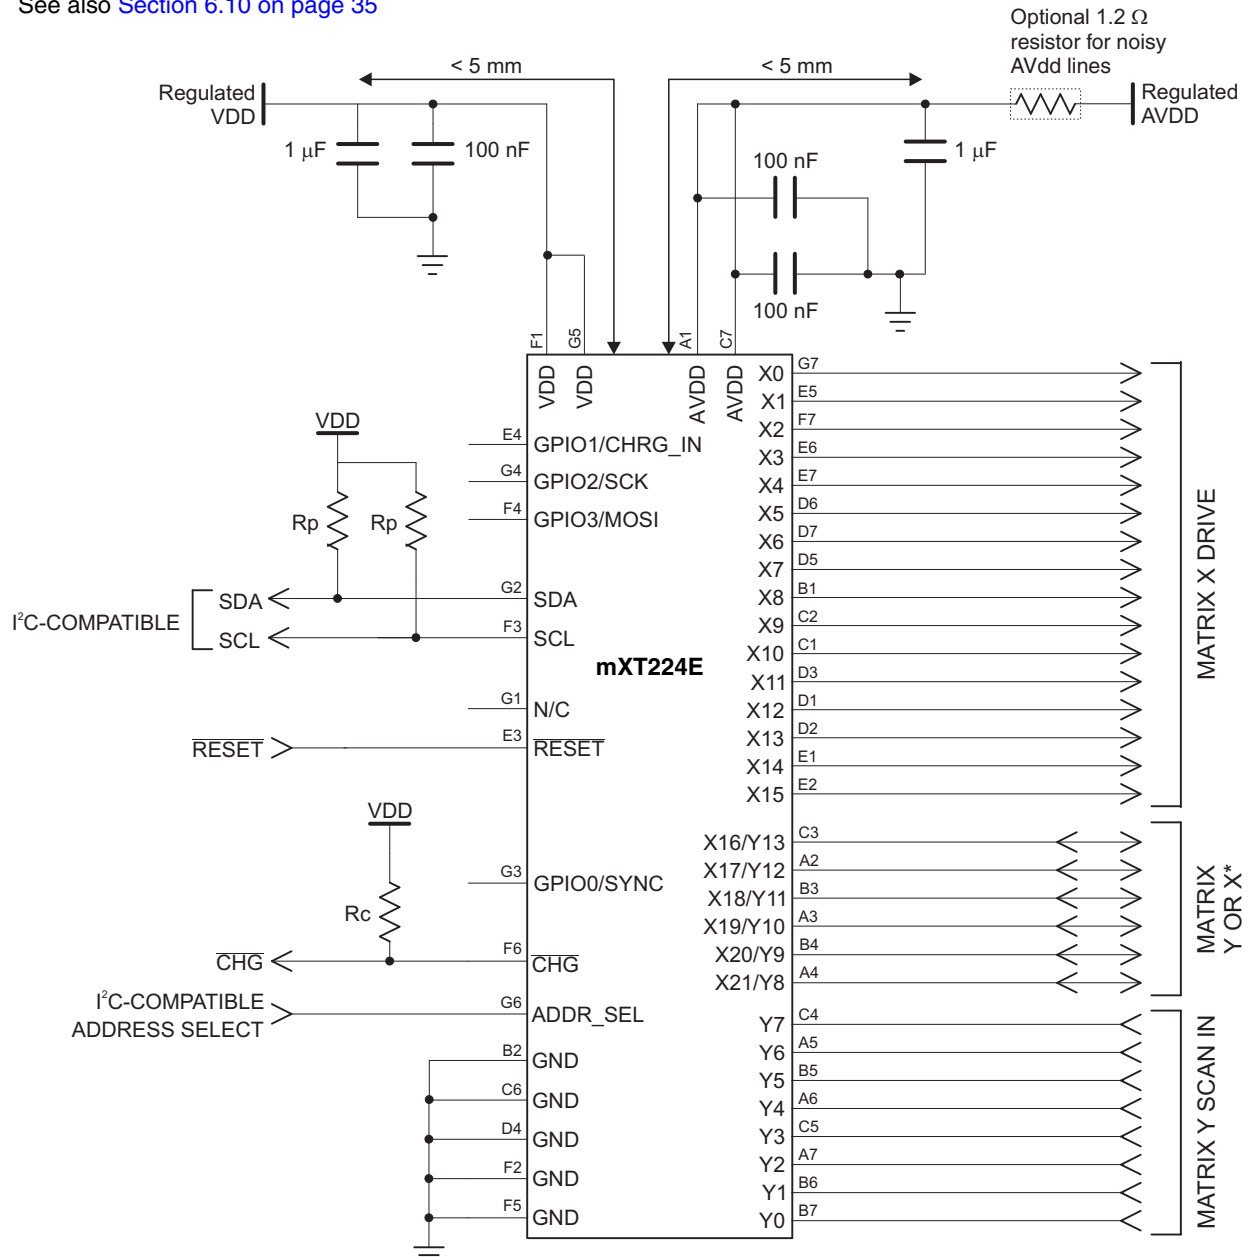 See also Section 6.10 on page 35
Optional 1.2 Ω
resistor for noisy
AVdd lines
< 5 mm
< 5 mm
Regulated
VDD
Regulated
AVDD
1 μF
100 nF
100 nF
1 μF
100 nF
F1
G5
A1
C7
VDD
VDD
AVDD
AVDD
mXT224E
VDD
Rp
Rp
E4
GPIO1/CHRG_IN
G4
GPIO2/SCK
F4
GPIO3/MOSI
I²C-COMPATIBLE
SDA
G2
SDA
SCL
F3
SCL
G1
N/C
RESET
E3
RESET
VDD
Rc
G3
GPIO0/SYNC
CHG
F6
CHG
I²C-COMPATIBLE
ADDRESS SELECT
G6
ADDR_SEL
B2
GND
C6
GND
D4
GND
F2
GND
F5
GND
X0
G7
X1
E5
X2
F7
X3
E6
X4
E7
X5
D6
X6
D7
X7
D5
X8
B1
X9
C2
X10
C1
X11
D3
X12
D1
X13
D2
X14
E1
X15
E2
MATRIX X DRIVE
X16/Y13
C3
X17/Y12
A2
X18/Y11
B3
X19/Y10
A3
X20/Y9
B4
X21/Y8
A4
MATRIX
Y OR X*
Y7
C4
Y6
A5
Y5
B5
Y4
A6
Y3
C5
Y2
A7
Y1
B6
Y0
B7
MATRIX Y SCAN IN